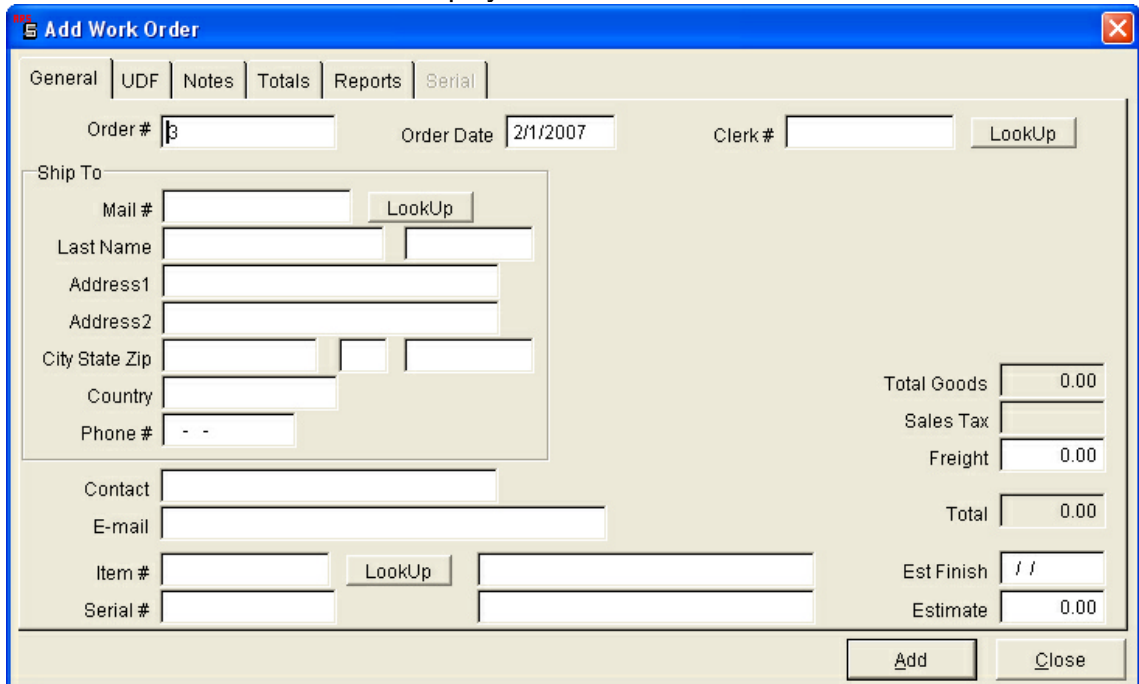 Add Work Order
General UDF Notes Totals Reports Serial
Order # 3 Order Date 2/1/2007 Clerk # LookUp
Ship To
Mail # LookUp
Last Name
Address1
Address2
City State Zip
Country
Phone # - -
Total Goods 0.00
Sales Tax
Freight 0.00
Contact
E-mail
Total 0.00
Item # LookUp Est Finish / /
Serial # Estimate 0.00
Add Close